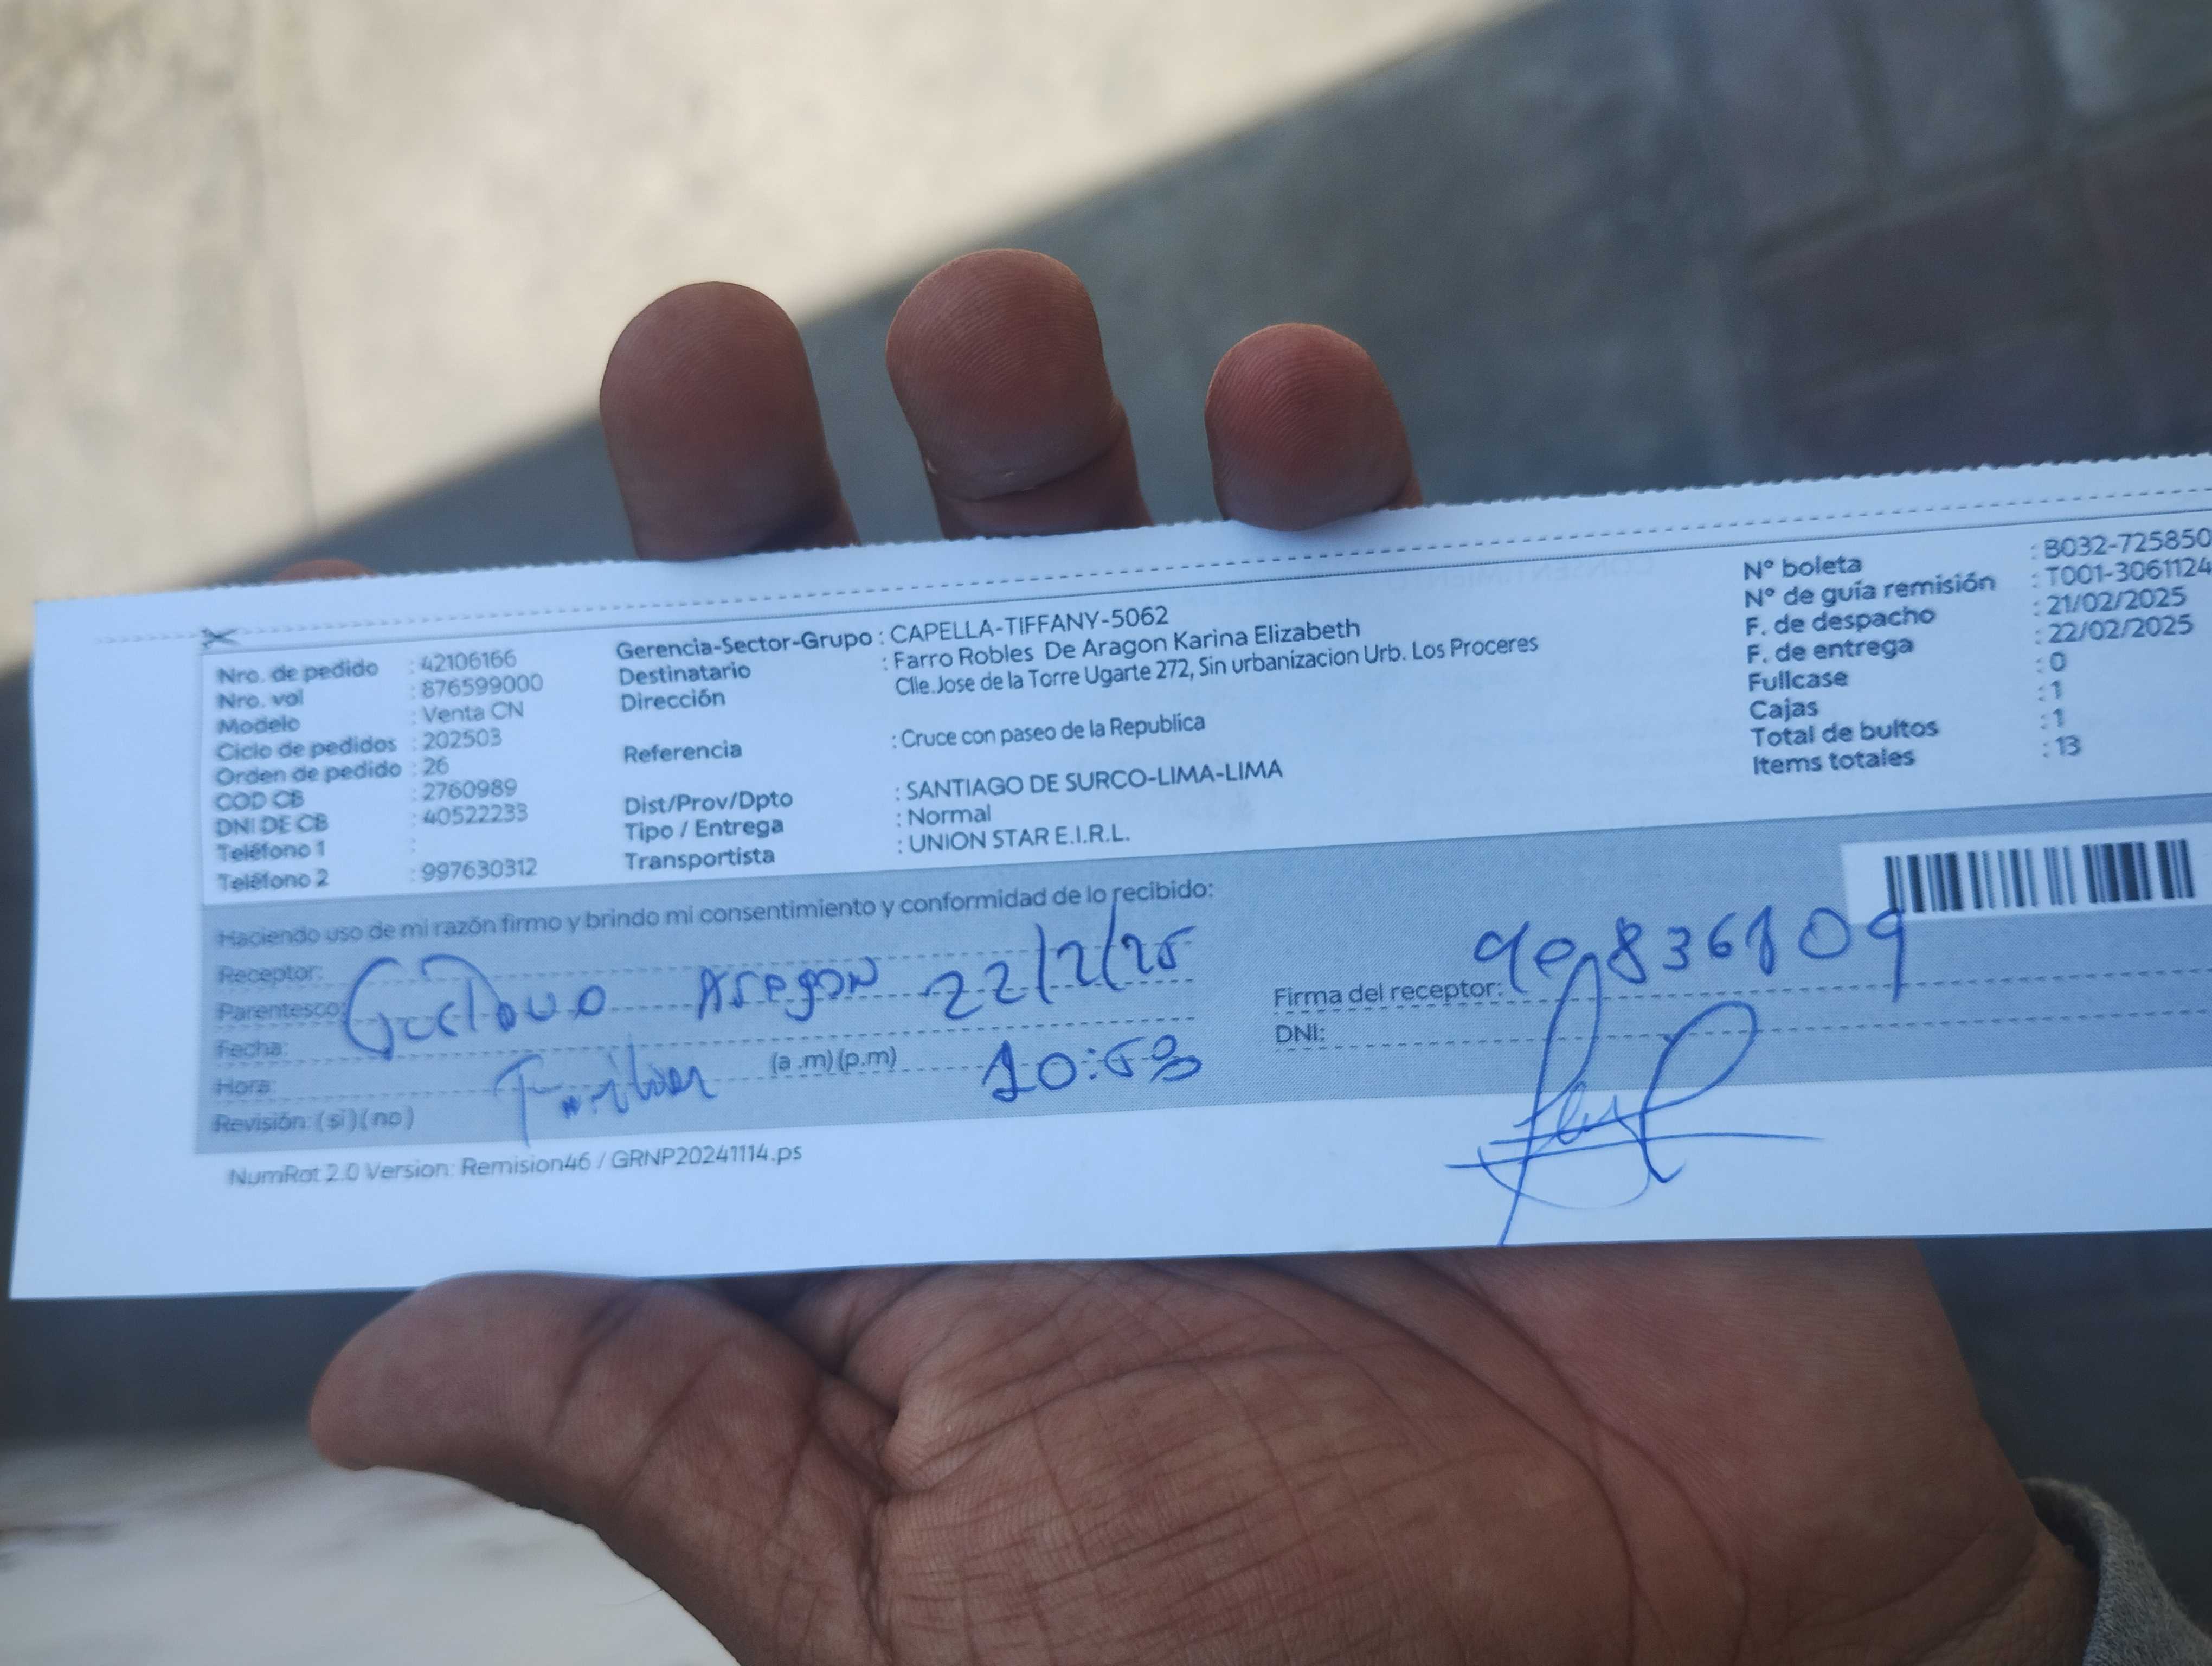 Nro. de pedido : 42106166
Nro. vol : 876599000
Modelo : Venta CN
Ciclo de pedidos : 202503
Orden de pedido : 26
COD CB : 2760989
DNI DE CB : 40522233
Teléfono 1 :
Teléfono 2 : 997630312
Gerencia-Sector-Grupo : CAPELLA-TIFFANY-5062
Destinatario : Farro Robles De Aragon Karina Elizabeth
Dirección Clle.Jose de la Torre Ugarte 272, Sin urbanizacion Urb. Los Proceres
Referencia : Cruce con paseo de la Republica
Dist/Prov/Dpto : SANTIAGO DE SURCO-LIMA-LIMA
Tipo / Entrega : Normal
Transportista : UNION STAR E.I.R.L.
N° boleta : B032-725850
N° de guía remisión : T001-3061124
F. de despacho : 21/02/2025
F. de entrega : 22/02/2025
Fullcase : 0
Cajas : 1
Total de bultos : 1
Items totales : 13
Haciendo uso de mi razón firmo y brindo mi consentimiento y conformidad de lo recibido:
Receptor:
Parentesco:
Gustavo Aragon 22/2/25
Fecha:
Hora: (a.m)(p.m) 10:53
Revisión: (si)(no)
Firma del receptor:
DNI:
NumRot 2.0 Version: Remision46 / GRNP20241114.ps